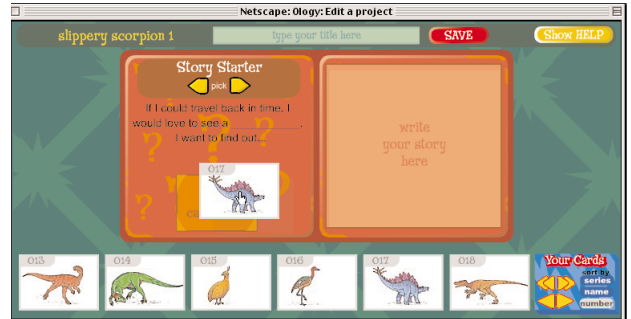 Netscape: Ology: Edit a project
slippery scorpion 1
type your title here
SAVE
Show HELP
Story Starter
pick
If I could travel back in time, I
would love to see a ____________.
I want to find out...
017
write
your story
here
013
014
015
016
017
018
Your Cards
sort by
series
name
number